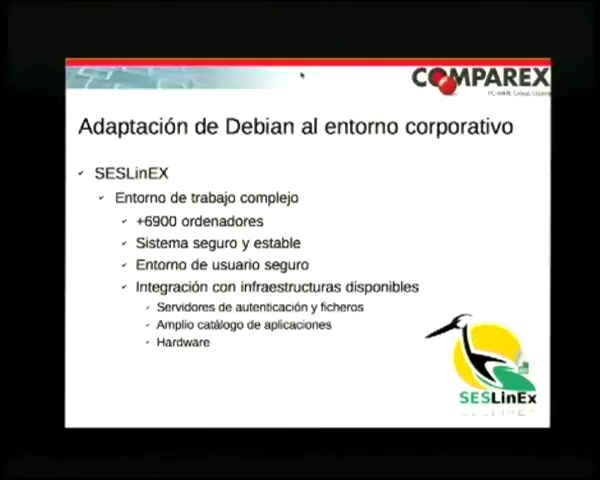 COMPAREX
Adaptación de Debian al entorno corporativo
SESLinEX
Entorno de trabajo complejo
+6900 ordenadores
Sistema seguro y estable
Entorno de usuario seguro
Integración con infraestructuras disponibles
Servidores de autenticación y ficheros
Amplio catálogo de aplicaciones
Hardware
SESLinEx